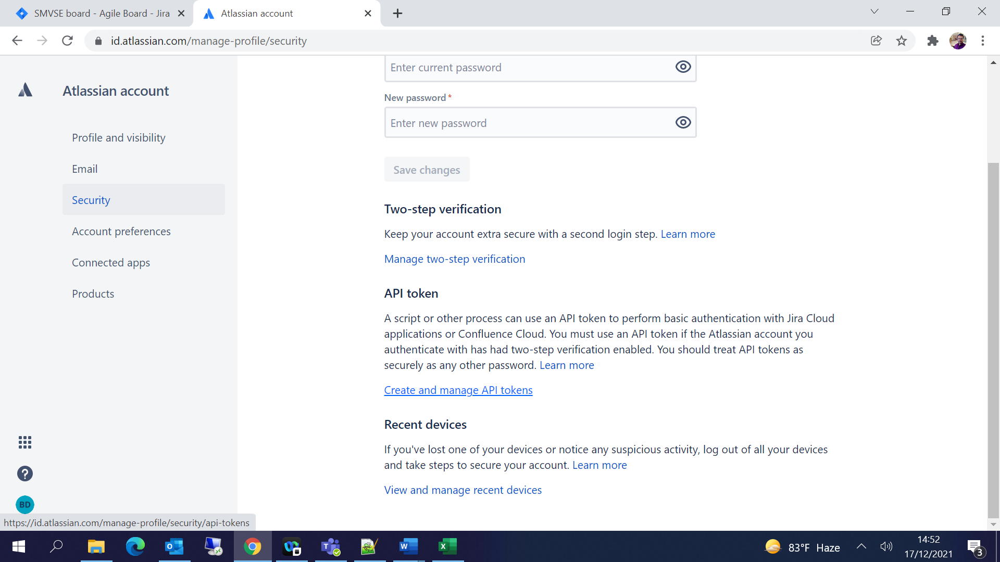 SMVSE board - Agile Board - Jira
Atlassian account
id.atlassian.com/manage-profile/security
Atlassian account
Profile and visibility
Email
Security
Account preferences
Connected apps
Products
BD
Enter current password
New password *
Enter new password
Save changes
Two-step verification
Keep your account extra secure with a second login step. Learn more
Manage two-step verification
API token
A script or other process can use an API token to perform basic authentication with Jira Cloud
applications or Confluence Cloud. You must use an API token if the Atlassian account you
authenticate with has had two-step verification enabled. You should treat API tokens as
securely as any other password. Learn more
Create and manage API tokens
Recent devices
If you've lost one of your devices or notice any suspicious activity, log out of all your devices
and take steps to secure your account. Learn more
View and manage recent devices
https://id.atlassian.com/manage-profile/security/api-tokens
83°F Haze
14:52
17/12/2021
3